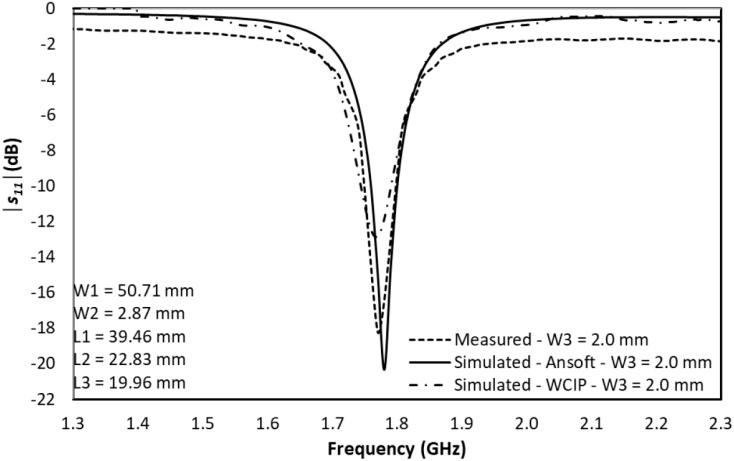 0
-2
-4
-6
-8
-10
-12
-14
-16
-18
-20
-22
|s11| (dB)
W1 = 50.71 mm
W2 = 2.87 mm
L1 = 39.46 mm
L2 = 22.83 mm
L3 = 19.96 mm
Measured - W3 = 2.0 mm
Simulated - Ansoft - W3 = 2.0 mm
Simulated - WCIP - W3 = 2.0 mm
1.3 1.4 1.5 1.6 1.7 1.8 1.9 2.0 2.1 2.2 2.3
Frequency (GHz)